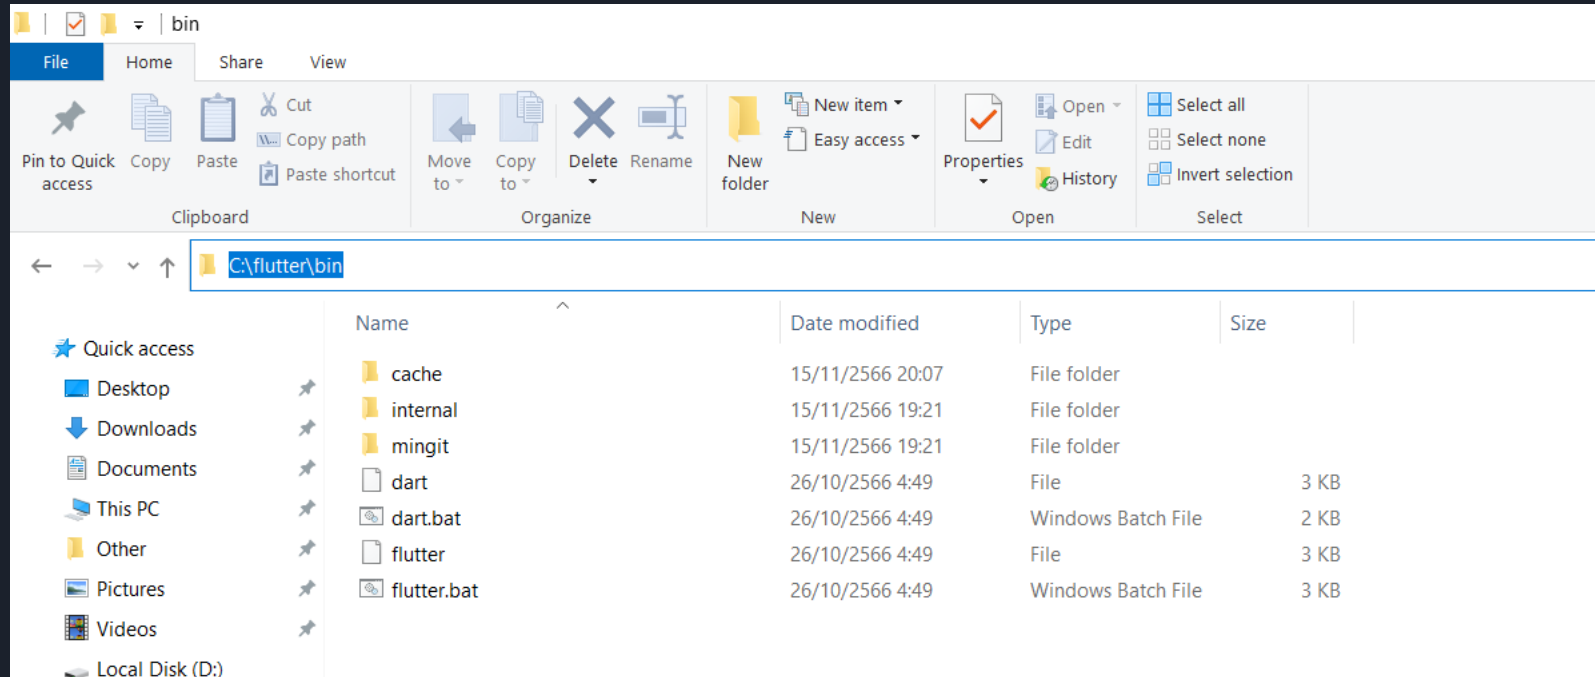 bin
File Home Share View
Pin to Quick access
Copy
Paste
Cut
Copy path
Paste shortcut
Clipboard
Move to
Copy to
Delete
Rename
Organize
New folder
New item
Easy access
New
Properties
Open
Edit
History
Open
Select all
Select none
Invert selection
Select
C:\flutter\bin
Quick access
Desktop
Downloads
Documents
This PC
Other
Pictures
Videos
Local Disk (D:)
Name Date modified Type Size
cache 15/11/2566 20:07 File folder
internal 15/11/2566 19:21 File folder
mingit 15/11/2566 19:21 File folder
dart 26/10/2566 4:49 File 3 KB
dart.bat 26/10/2566 4:49 Windows Batch File 2 KB
flutter 26/10/2566 4:49 File 3 KB
flutter.bat 26/10/2566 4:49 Windows Batch File 3 KB